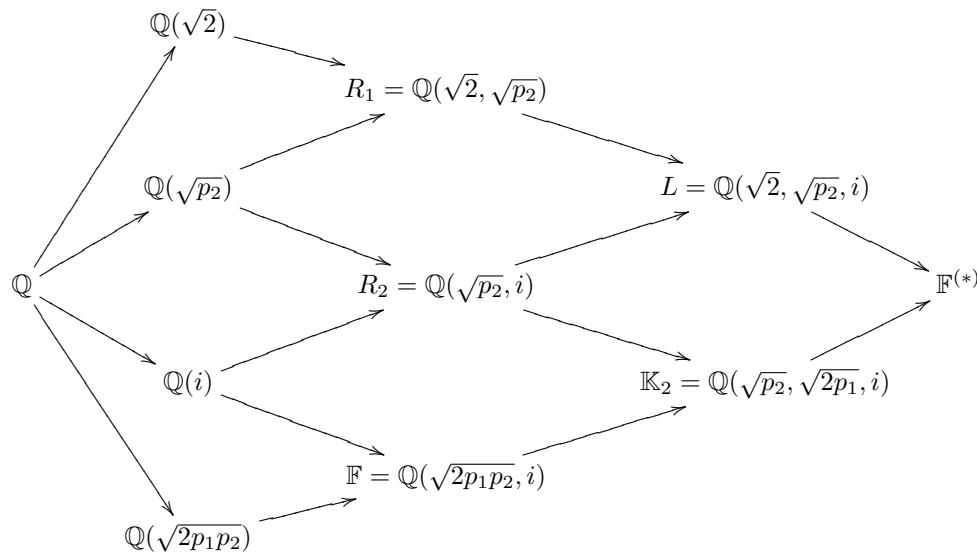 ℚ(√2)
R₁ = ℚ(√2, √p₂)
ℚ(√p₂)
L = ℚ(√2, √p₂, i)
ℚ
R₂ = ℚ(√p₂, i)
𝔽⁽*⁾
ℚ(i)
𝕂₂ = ℚ(√p₂, √2p₁, i)
𝔽 = ℚ(√2p₁p₂, i)
ℚ(√2p₁p₂)